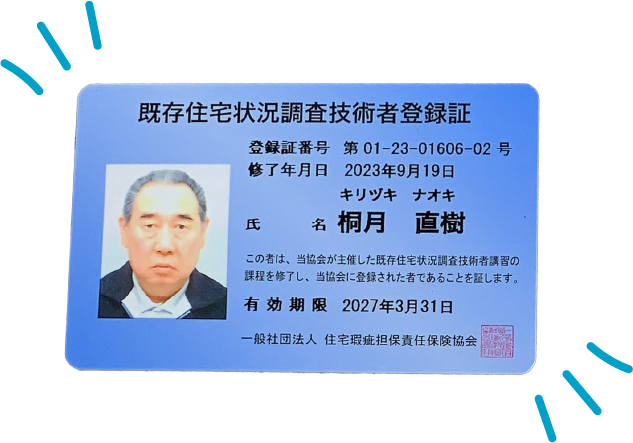 既存住宅状況調査技術者登録証
登録証番号 第 01-23-01606-02 号
修了年月日 2023年9月19日
キリヅキ ナオキ
氏名 桐月 直樹
この者は、当協会が主催した既存住宅状況調査技術者講習の
課程を修了し、当協会に登録された者であることを証します。
有効期限 2027年3月31日
一般社団法人 住宅瑕疵担保責任保険協会